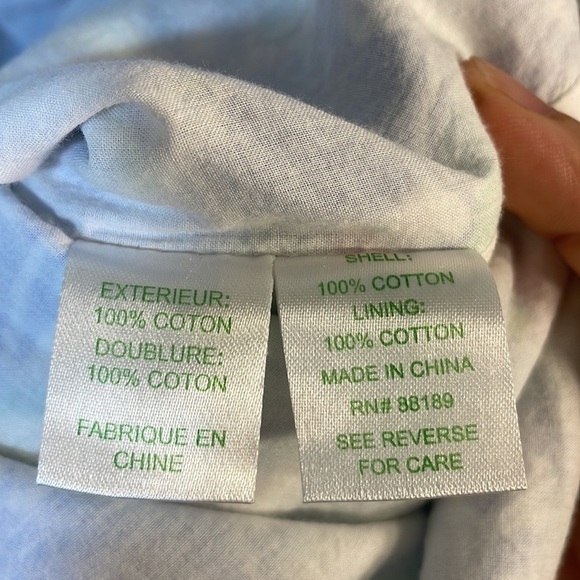 EXTERIEUR:
100% COTON
DOUBLURE:
100% COTON
FABRIQUE EN
CHINE
SHELL:
100% COTTON
LINING:
100% COTTON
MADE IN CHINA
RN# 88189
SEE REVERSE
FOR CARE